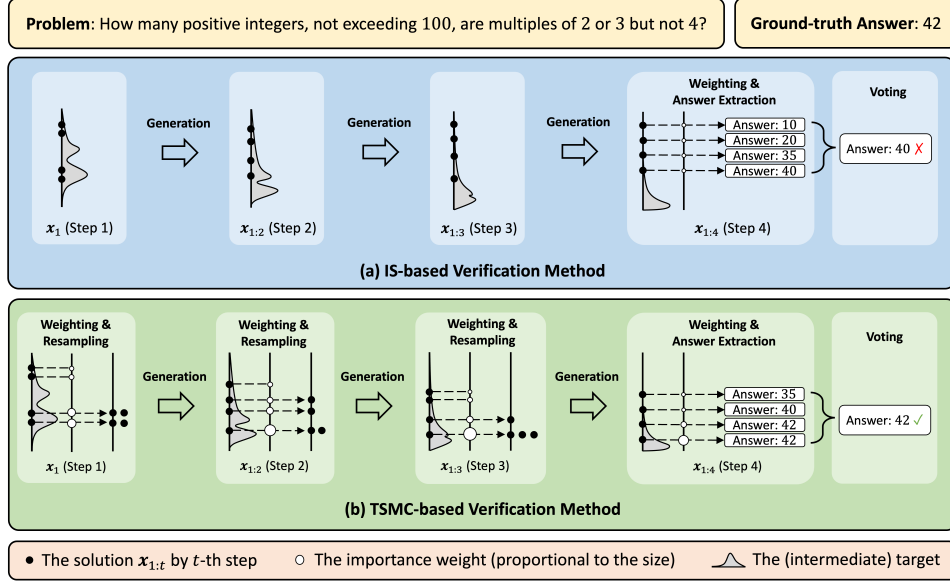 Problem: How many positive integers, not exceeding 100, are multiples of 2 or 3 but not 4?
Ground-truth Answer: 42
Weighting &
Answer Extraction
Voting
Generation
Generation
Generation
Answer: 10
Answer: 20
Answer: 35
Answer: 40
Answer: 40 ✗
x₁ (Step 1)
x₁:₂ (Step 2)
x₁:₃ (Step 3)
x₁:₄ (Step 4)
(a) IS-based Verification Method
Weighting &
Resampling
Weighting &
Resampling
Weighting &
Resampling
Weighting &
Answer Extraction
Voting
Generation
Generation
Generation
Answer: 35
Answer: 40
Answer: 42
Answer: 42
Answer: 42 ✓
x₁ (Step 1)
x₁:₂ (Step 2)
x₁:₃ (Step 3)
x₁:₄ (Step 4)
(b) TSMC-based Verification Method
The solution x₁:t by t-th step
The importance weight (proportional to the size)
The (intermediate) target